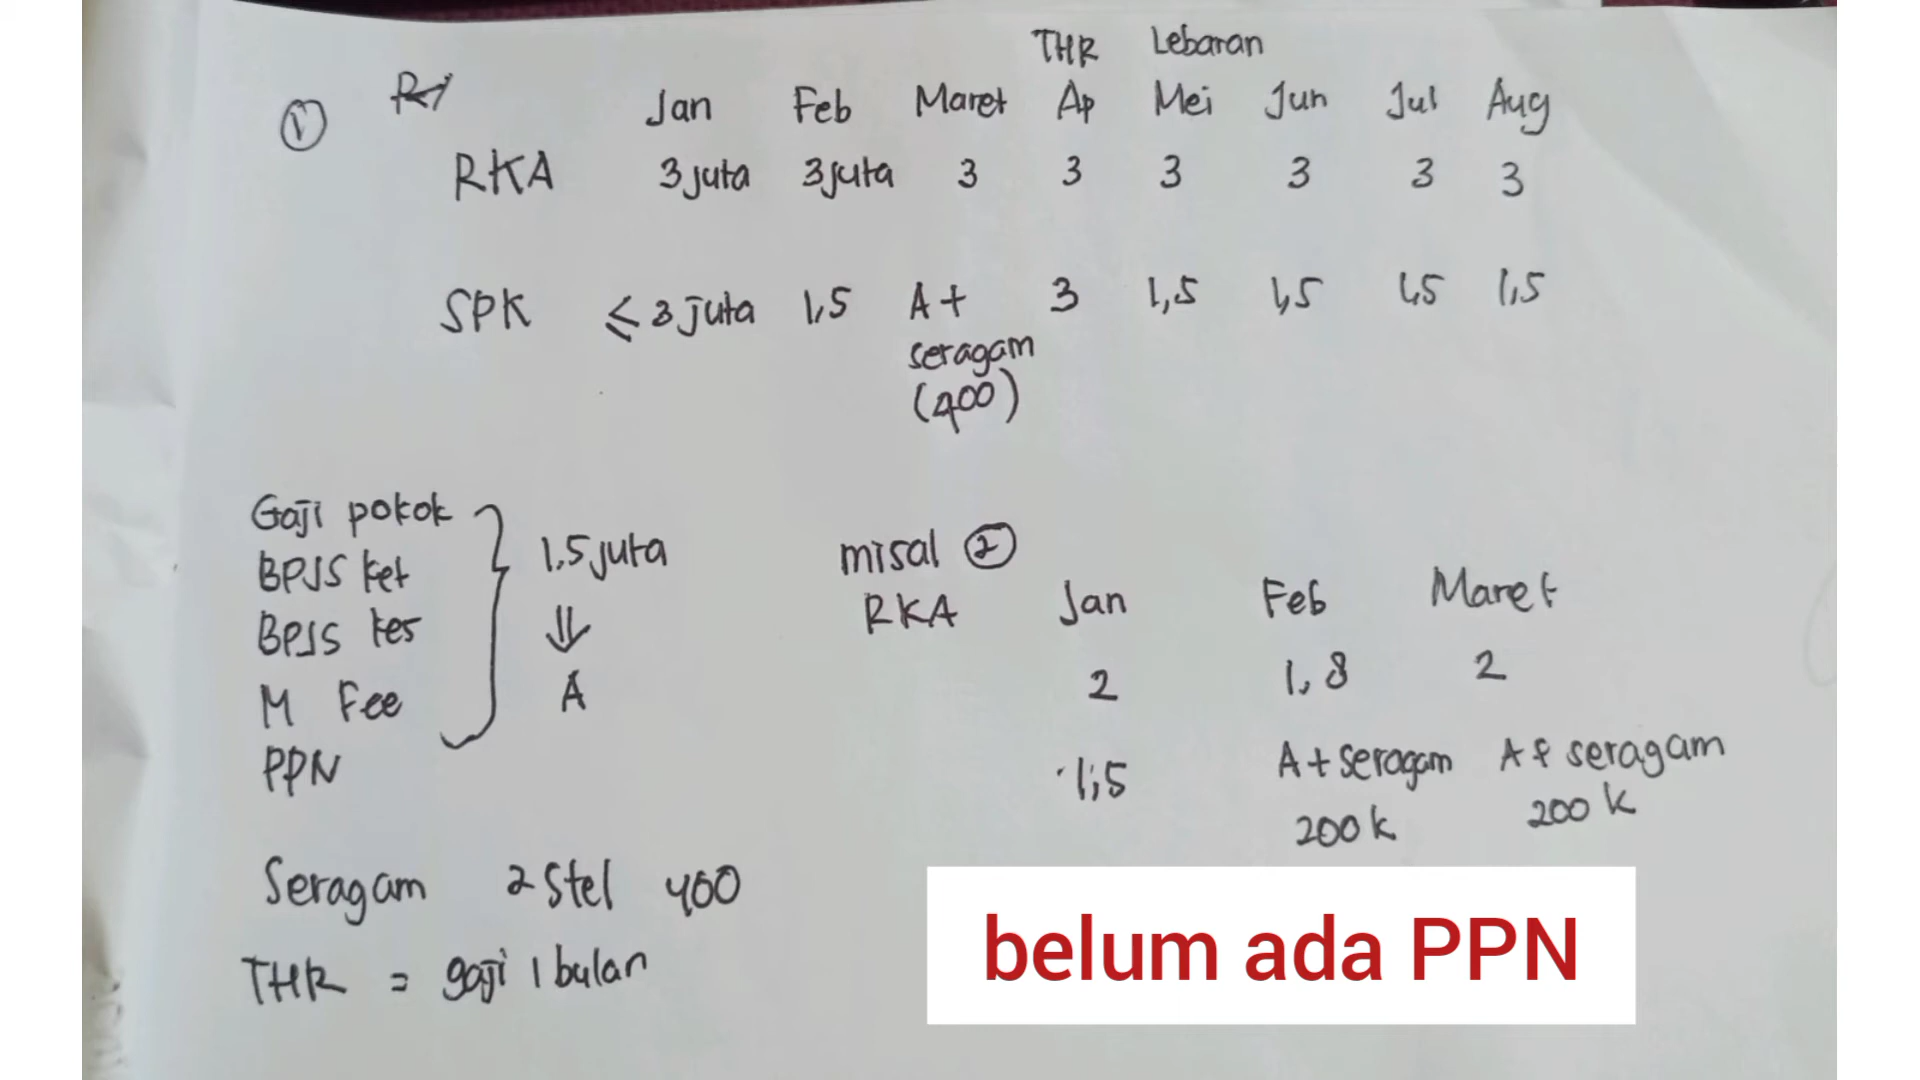 THR Lebaran
1 Jan Feb Maret Ap Mei Jun Jul Aug
RKA 3 juta 3 juta 3 3 3 3 3 3
SPK ≤ 3 juta 1,5 A + 3 1,5 1,5 1,5 1,5
seragam
(400)
Gaji pokok
BPJS ket
BPJS kes
M Fee
PPN
1,5 juta
⇓
A
misal 2
RKA Jan Feb Maret
2 1,8 2
1,5 A + seragam A + seragam
200 k 200 k
Seragam 2 stel 400
THR = gaji 1 bulan
belum ada PPN